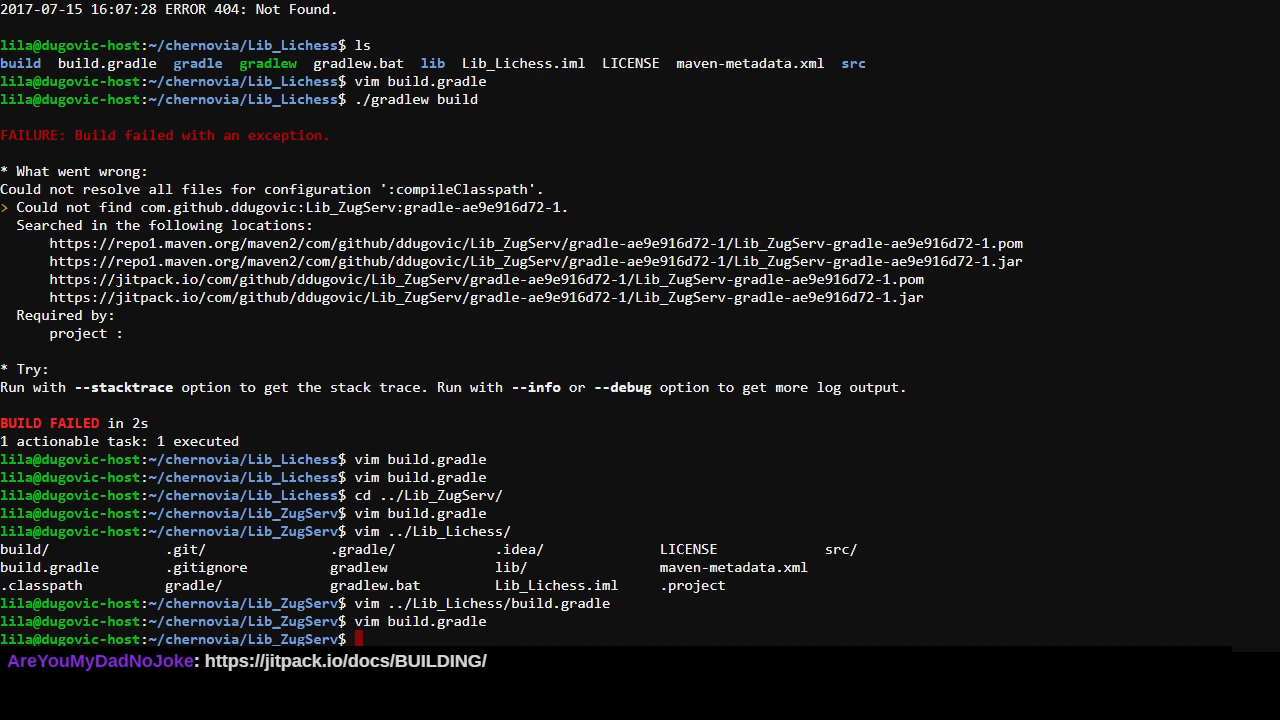 2017-07-15 16:07:28 ERROR 404: Not Found.
lila@dugovic-host:~/chernovia/Lib_Lichess$ ls
build build.gradle gradle gradlew gradlew.bat lib Lib_Lichess.iml LICENSE maven-metadata.xml src
lila@dugovic-host:~/chernovia/Lib_Lichess$ vim build.gradle
lila@dugovic-host:~/chernovia/Lib_Lichess$ ./gradlew build
FAILURE: Build failed with an exception.
* What went wrong:
Could not resolve all files for configuration ':compileClasspath'.
> Could not find com.github.ddugovic:Lib_ZugServ:gradle-ae9e916d72-1.
Searched in the following locations:
https://repo1.maven.org/maven2/com/github/ddugovic/Lib_ZugServ/gradle-ae9e916d72-1/Lib_ZugServ-gradle-ae9e916d72-1.pom
https://repo1.maven.org/maven2/com/github/ddugovic/Lib_ZugServ/gradle-ae9e916d72-1/Lib_ZugServ-gradle-ae9e916d72-1.jar
https://jitpack.io/com/github/ddugovic/Lib_ZugServ/gradle-ae9e916d72-1/Lib_ZugServ-gradle-ae9e916d72-1.pom
https://jitpack.io/com/github/ddugovic/Lib_ZugServ/gradle-ae9e916d72-1/Lib_ZugServ-gradle-ae9e916d72-1.jar
Required by:
project :
* Try:
Run with --stacktrace option to get the stack trace. Run with --info or --debug option to get more log output.
BUILD FAILED in 2s
1 actionable task: 1 executed
lila@dugovic-host:~/chernovia/Lib_Lichess$ vim build.gradle
lila@dugovic-host:~/chernovia/Lib_Lichess$ vim build.gradle
lila@dugovic-host:~/chernovia/Lib_Lichess$ cd ../Lib_ZugServ/
lila@dugovic-host:~/chernovia/Lib_ZugServ$ vim build.gradle
lila@dugovic-host:~/chernovia/Lib_ZugServ$ vim ../Lib_Lichess/
build/ .git/ .gradle/ .idea/ LICENSE src/
build.gradle .gitignore gradlew lib/ maven-metadata.xml
.classpath gradle/ gradlew.bat Lib_Lichess.iml .project
lila@dugovic-host:~/chernovia/Lib_ZugServ$ vim ../Lib_Lichess/build.gradle
lila@dugovic-host:~/chernovia/Lib_ZugServ$ vim build.gradle
lila@dugovic-host:~/chernovia/Lib_ZugServ$
AreYouMyDadNoJoke: https://jitpack.io/docs/BUILDING/